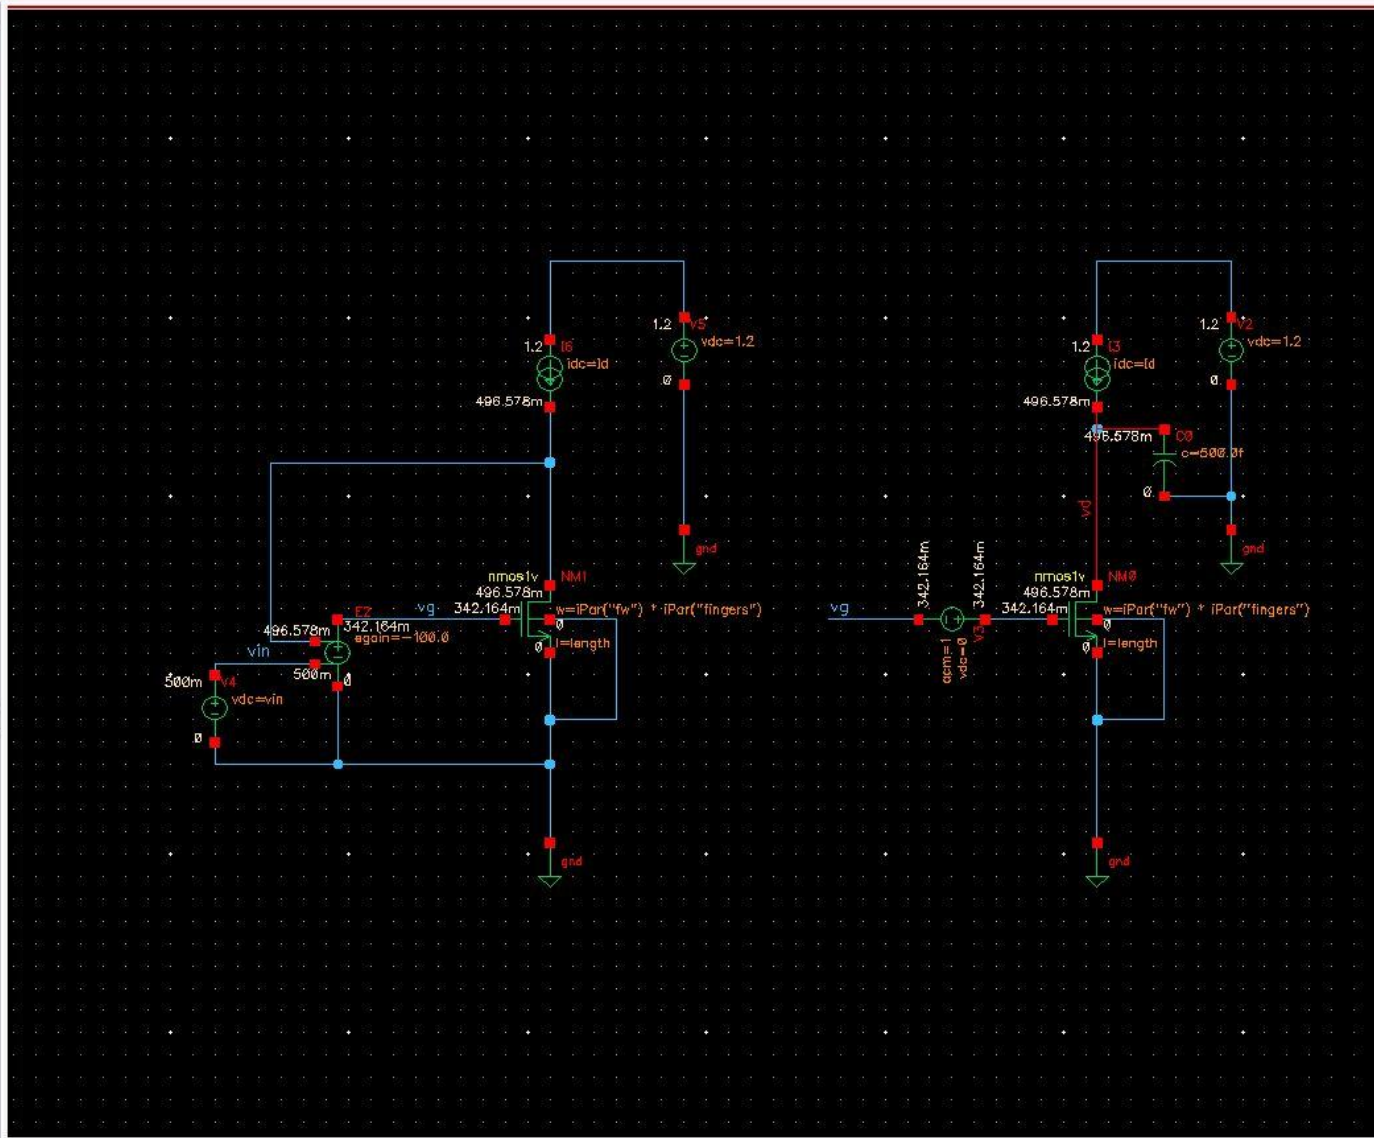 1.2
V5
vdc=1.2
1.2
I6
idc=Id
0
496.578m
nmos1v
NM1
496.578m
342.164m
w=iPar("fw") * iPar("fingers")
0
l=length
0
gnd
vg
E2
342.164m
egain=-100.0
496.578m
vin
500m
0
500m
V4
vdc=vin
0
gnd
1.2
V2
vdc=1.2
1.2
I3
idc=Id
0
496.578m
496.578m
C0
c=500.0f
0
vd
gnd
nmos1v
NM0
496.578m
342.164m
w=iPar("fw") * iPar("fingers")
0
l=length
0
vg
342.164m
342.164m
acm=1
vdc=0
V3
gnd